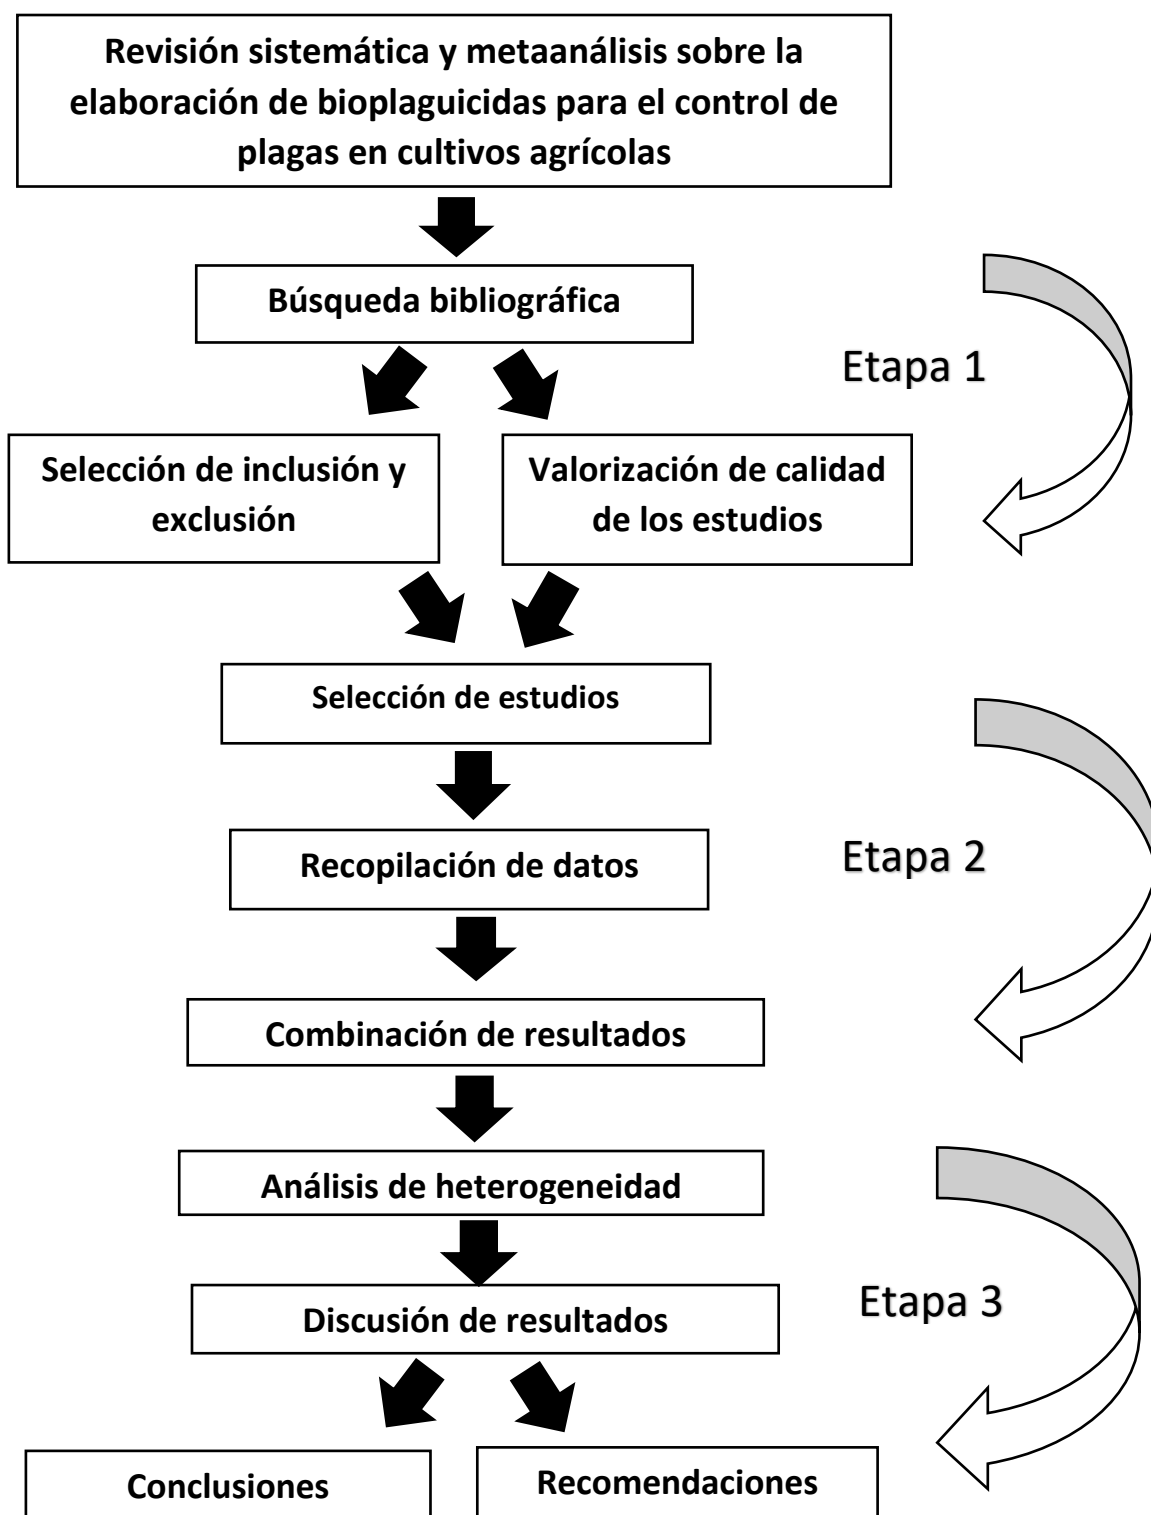 Revisión sistemática y metaanálisis sobre la
elaboración de bioplaguicidas para el control de
plagas en cultivos agrícolas
Búsqueda bibliográfica
Etapa 1
Selección de inclusión y
exclusión
Valorización de calidad
de los estudios
Selección de estudios
Recopilación de datos
Etapa 2
Combinación de resultados
Análisis de heterogeneidad
Discusión de resultados
Etapa 3
Conclusiones
Recomendaciones